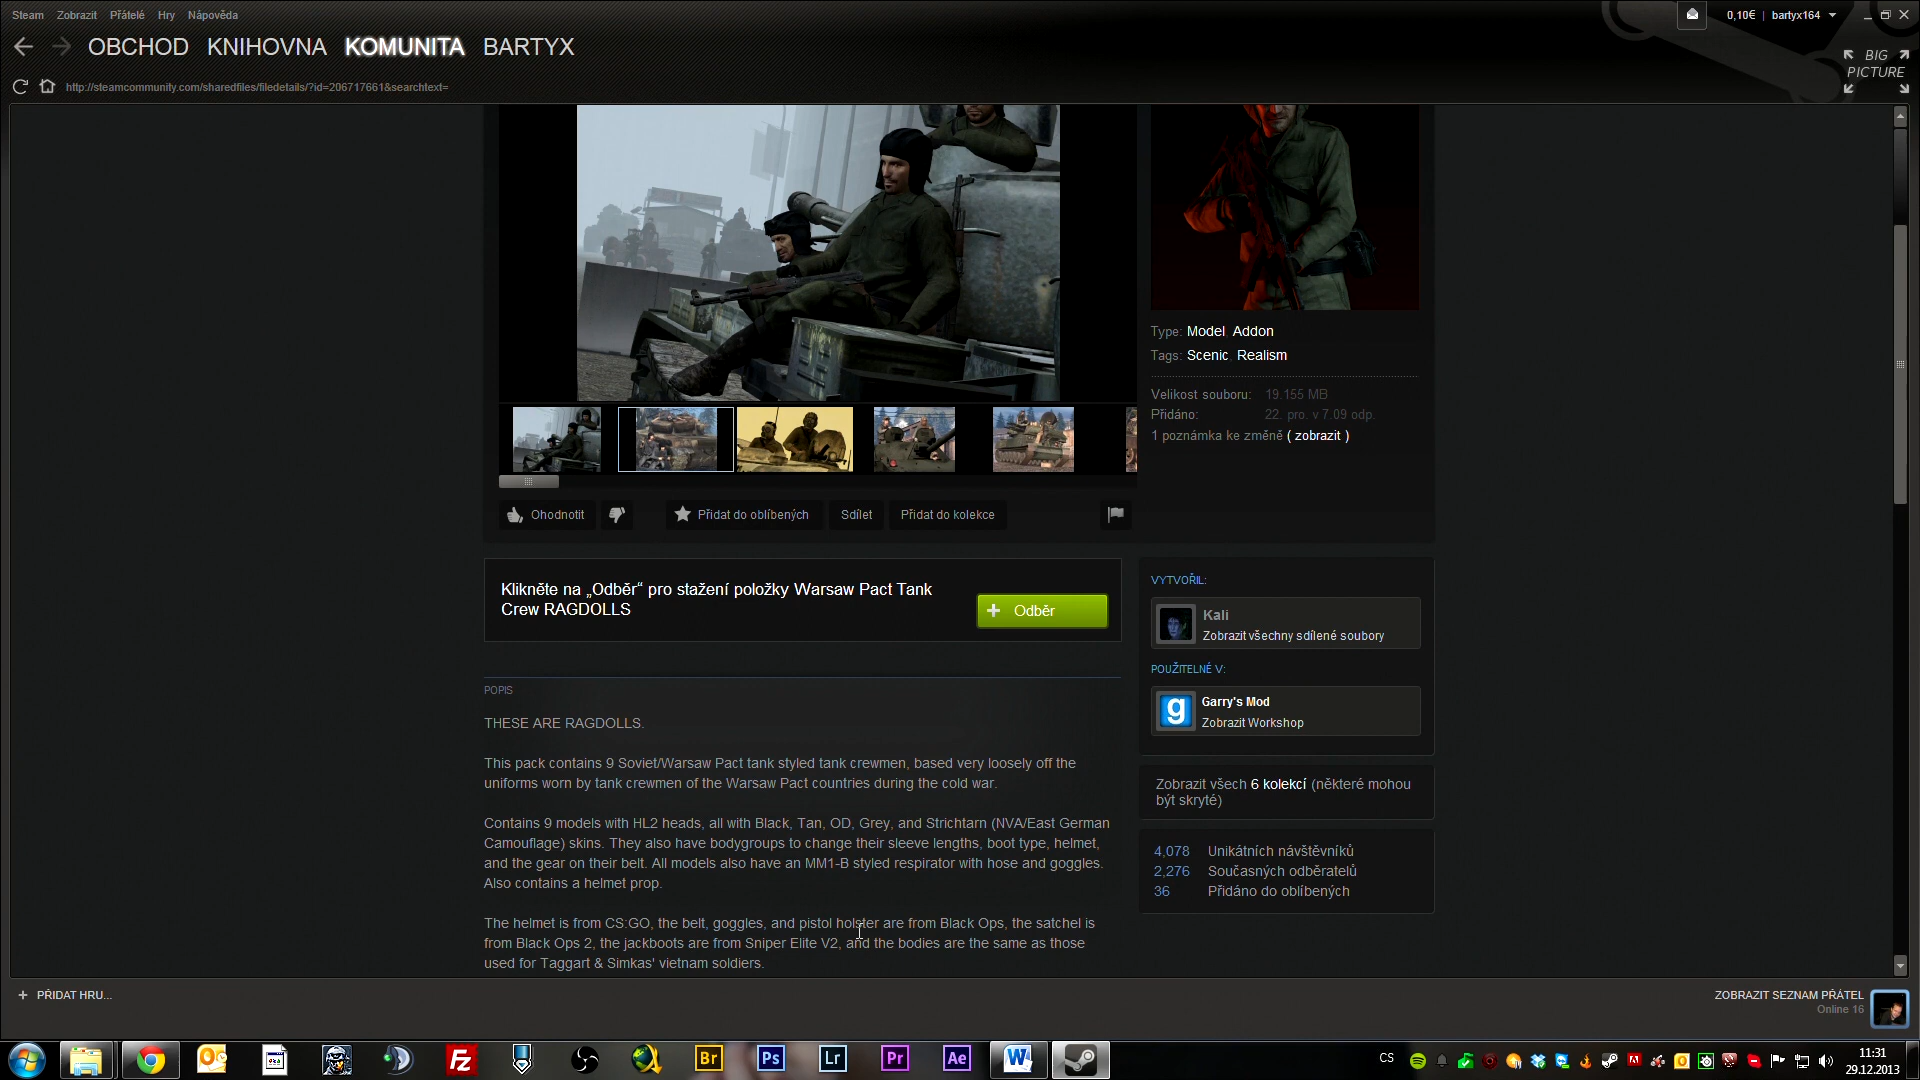 Steam Zobrazit Přátelé Hry Nápověda
0,10€ | bartyx164
OBCHOD KNIHOVNA KOMUNITA BARTYX
BIG PICTURE
http://steamcommunity.com/sharedfiles/filedetails/?id=206717661&searchtext=
Type: Model Addon
Tags: Scenic Realism
Velikost souboru: 19.155 MB
Přidáno: 22. pro. v 7.09 odp.
1 poznámka ke změně ( zobrazit )
Ohodnotit
Přidat do oblíbených
Sdílet
Přidat do kolekce
Klikněte na „Odběr“ pro stažení položky Warsaw Pact Tank
Crew RAGDOLLS
Odběr
VYTVOŘIL:
Kali
Zobrazit všechny sdílené soubory
POUŽITELNÉ V:
g
Garry's Mod
Zobrazit Workshop
POPIS
THESE ARE RAGDOLLS.
This pack contains 9 Soviet/Warsaw Pact tank styled tank crewmen, based very loosely off the
uniforms worn by tank crewmen of the Warsaw Pact countries during the cold war.
Contains 9 models with HL2 heads, all with Black, Tan, OD, Grey, and Strichtarn (NVA/East German
Camouflage) skins. They also have bodygroups to change their sleeve lengths, boot type, helmet,
and the gear on their belt. All models also have an MM1-B styled respirator with hose and goggles.
Also contains a helmet prop.
The helmet is from CS:GO, the belt, goggles, and pistol holster are from Black Ops, the satchel is
from Black Ops 2, the jackboots are from Sniper Elite V2, and the bodies are the same as those
used for Taggart & Simkas' vietnam soldiers.
Zobrazit všech 6 kolekcí (některé mohou
být skryté)
4,078 Unikátních návštěvníků
2,276 Současných odběratelů
36 Přidáno do oblíbených
+ PŘIDAT HRU...
ZOBRAZIT SEZNAM PŘÁTEL
Online 16
Fz Br Ps Lr Pr Ae W
CS
11:31
29.12.2013